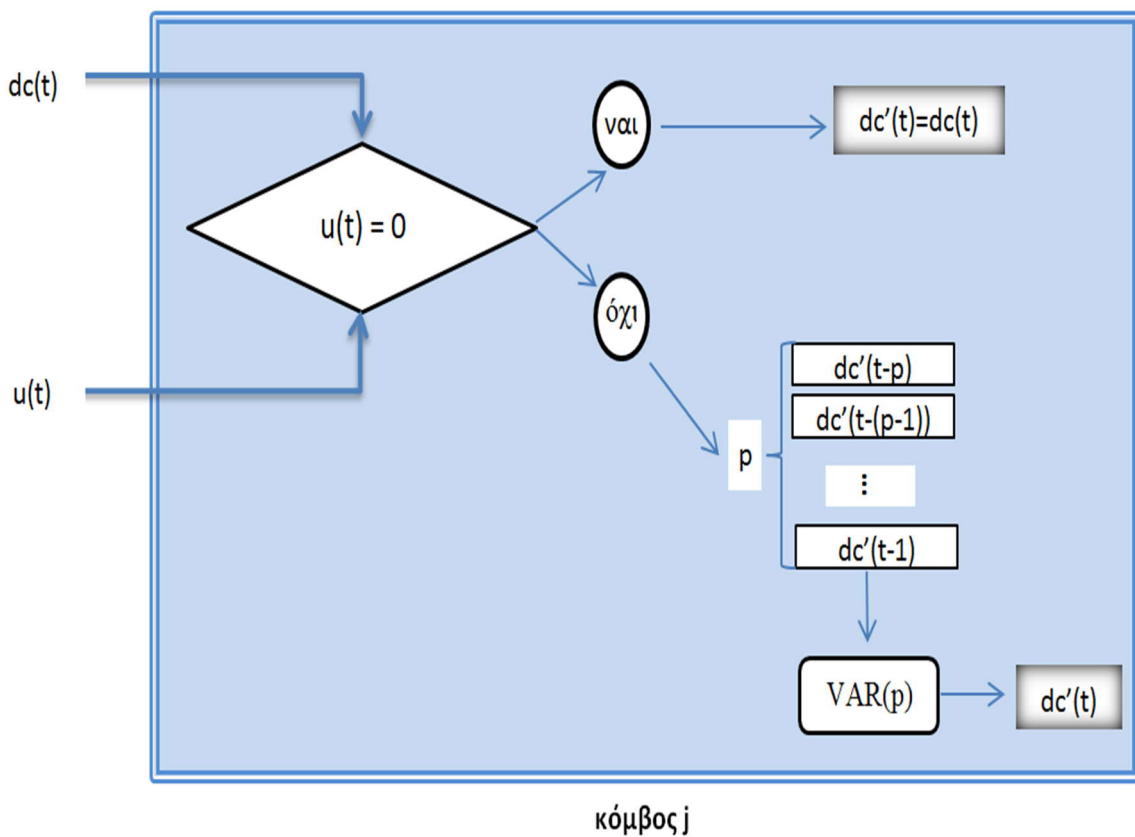 dc(t)
u(t) = 0
ναι
dc’(t)=dc(t)
u(t)
όχι
p
dc’(t-p)
dc’(t-(p-1))
⋮
dc’(t-1)
VAR(p)
dc’(t)
κόμβος j